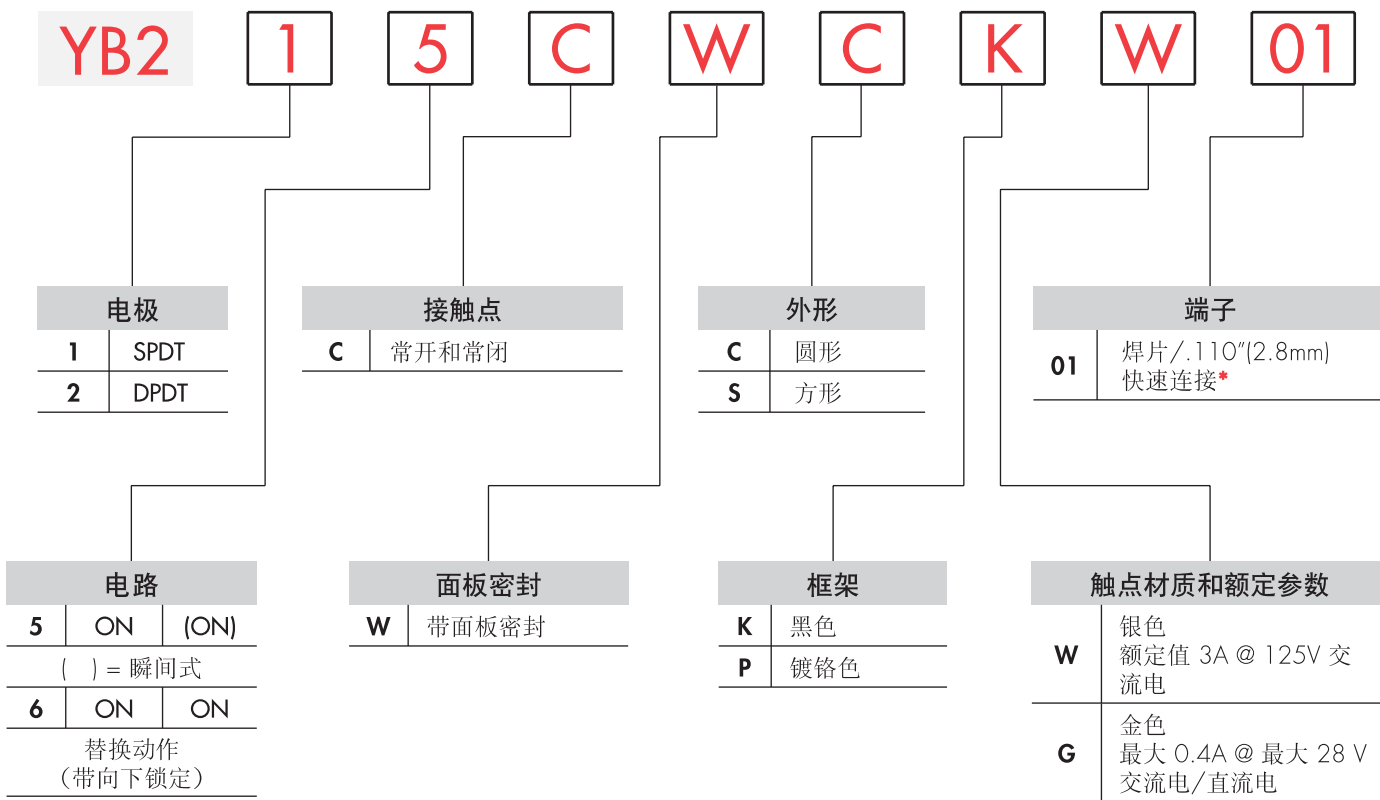 YB2 1 5 C W C K W 01
电极
1 SPDT
2 DPDT
接触点
C 常开和常闭
外形
C 圆形
S 方形
端子
01 焊片/.110″(2.8mm)
快速连接*
电路
5 ON (ON)
( ) = 瞬间式
6 ON ON
替换动作
（带向下锁定）
面板密封
W 带面板密封
框架
K 黑色
P 镀铬色
触点材质和额定参数
W 银色
额定值 3A @ 125V 交
流电
G 金色
最大 0.4A @ 最大 28 V
交流电/直流电